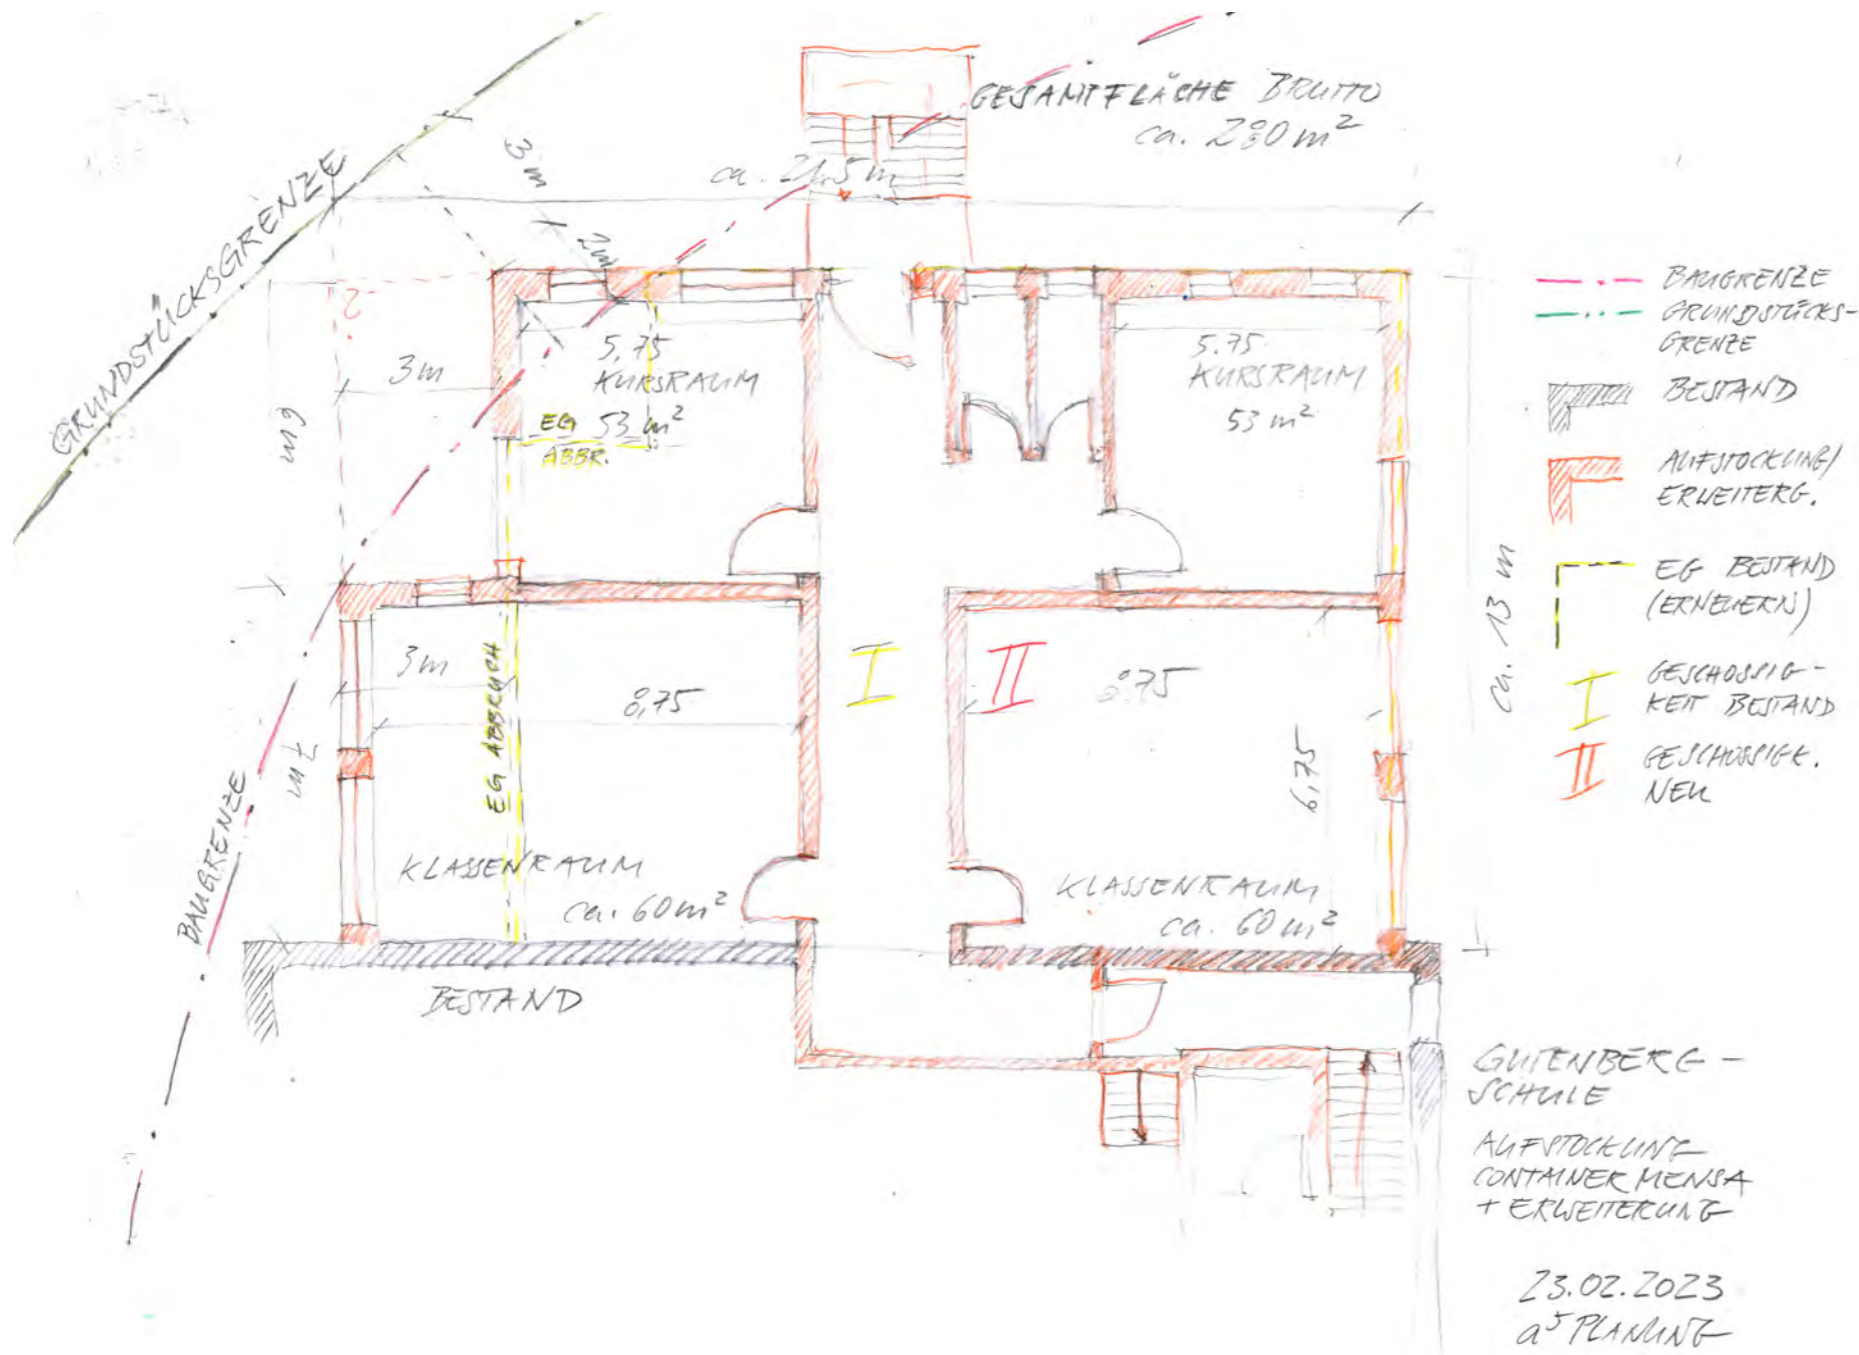 GESAMTFLÄCHE BRUTTO
ca. 280 m²
ca. 21,5 m
GRUNDSTÜCKSGRENZE
3 m
2 m
3 m
6 m
5,75
KURSRAUM
53 m²
EG
ABBR.
5.75
KURSRAUM
53 m²
ca. 13 m
BAUGRENZE
GRUNDSTÜCKS-
GRENZE
BESTAND
AUFSTOCKUNG/
ERWEITERG.
EG BESTAND
(ERNEUERN)
GESCHOSSIG-
KEIT BESTAND
GESCHOSSIGK.
NEU
I
II
I
II
3 m
8,75
EG ABBRUCH
8,75
6,75
7 m
BAUGRENZE
KLASSENRAUM
ca. 60 m²
KLASSENRAUM
ca. 60 m²
BESTAND
GUTENBERG-
SCHULE
AUFSTOCKUNG
CONTAINER MENSA
+ ERWEITERUNG
23.02.2023
a⁵ PLANUNG